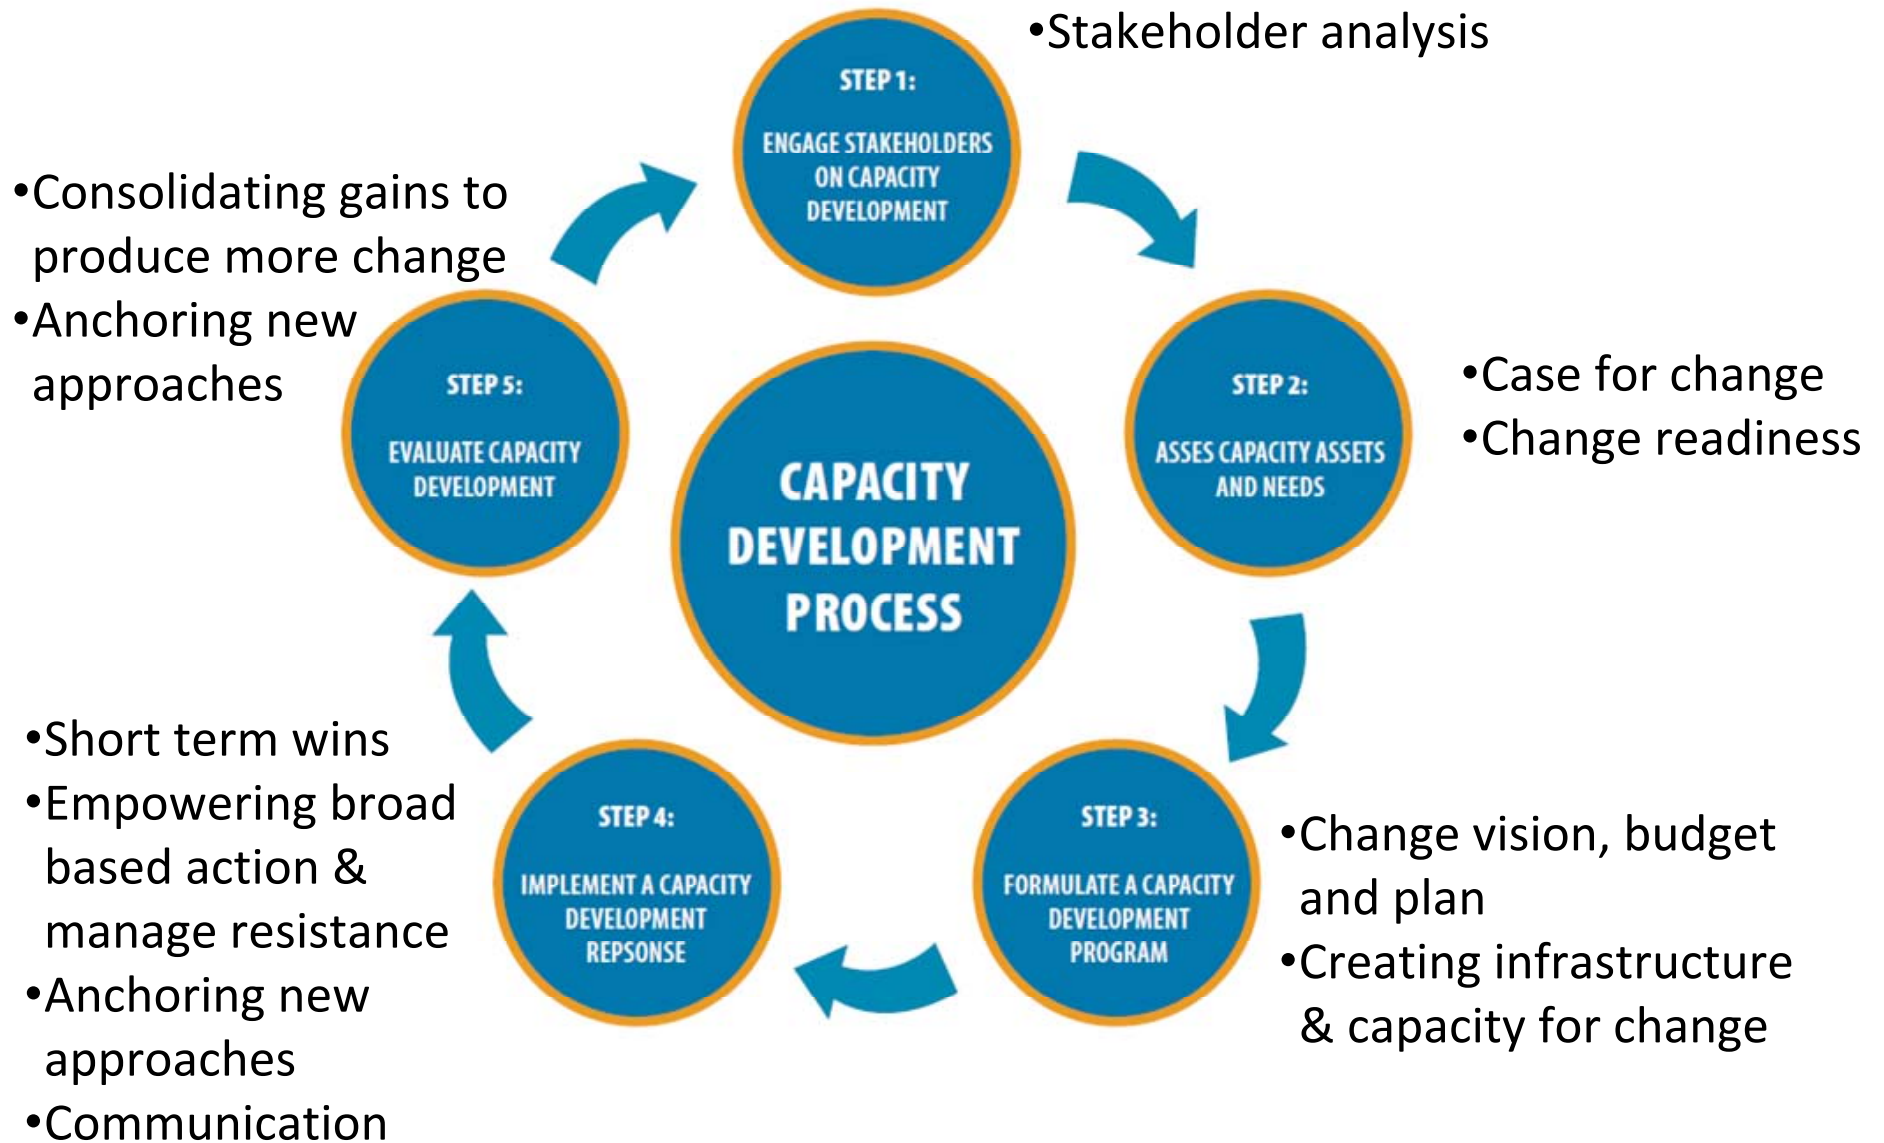 •Stakeholder analysis
STEP 1:
ENGAGE STAKEHOLDERS
ON CAPACITY
DEVELOPMENT
•Case for change
•Change readiness
STEP 2:
ASSES CAPACITY ASSETS
AND NEEDS
•Change vision, budget
and plan
•Creating infrastructure
& capacity for change
STEP 3:
FORMULATE A CAPACITY
DEVELOPMENT
PROGRAM
STEP 4:
IMPLEMENT A CAPACITY
DEVELOPMENT
REPSONSE
•Short term wins
•Empowering broad
based action &
manage resistance
•Anchoring new
approaches
•Communication
•Consolidating gains to
produce more change
•Anchoring new
approaches
STEP 5:
EVALUATE CAPACITY
DEVELOPMENT
CAPACITY
DEVELOPMENT
PROCESS